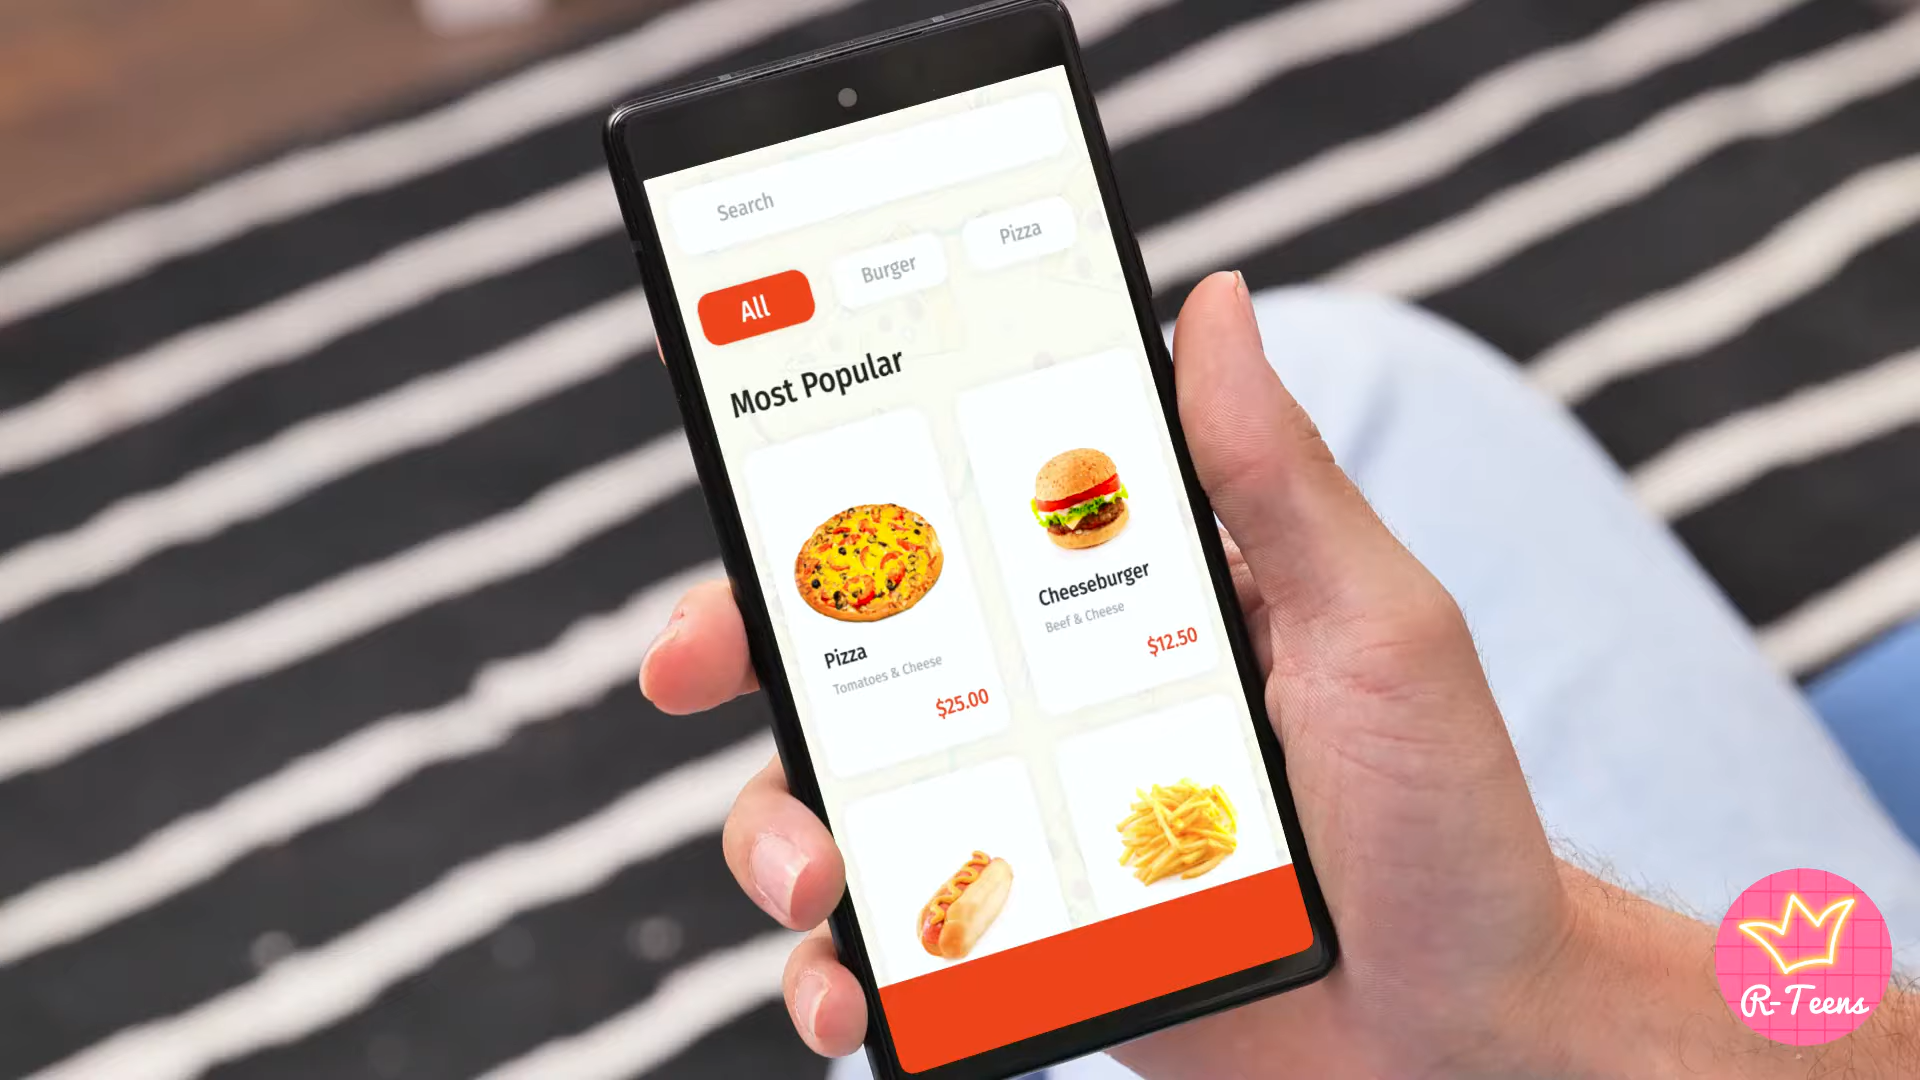 Search
All
Burger
Pizza
Most Popular
Pizza
Tomatoes & Cheese
$25.00
Cheeseburger
Beef & Cheese
$12.50
R-Teens